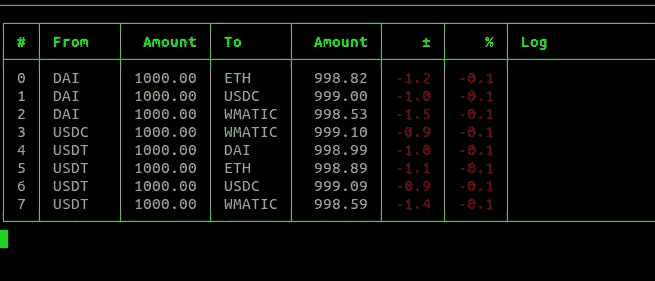 # From Amount To Amount ± % Log
0 DAI 1000.00 ETH 998.82 -1.2 -0.1
1 DAI 1000.00 USDC 999.00 -1.0 -0.1
2 DAI 1000.00 WMATIC 998.53 -1.5 -0.1
3 USDC 1000.00 WMATIC 999.10 -0.9 -0.1
4 USDT 1000.00 DAI 998.99 -1.0 -0.1
5 USDT 1000.00 ETH 998.89 -1.1 -0.1
6 USDT 1000.00 USDC 999.09 -0.9 -0.1
7 USDT 1000.00 WMATIC 998.59 -1.4 -0.1